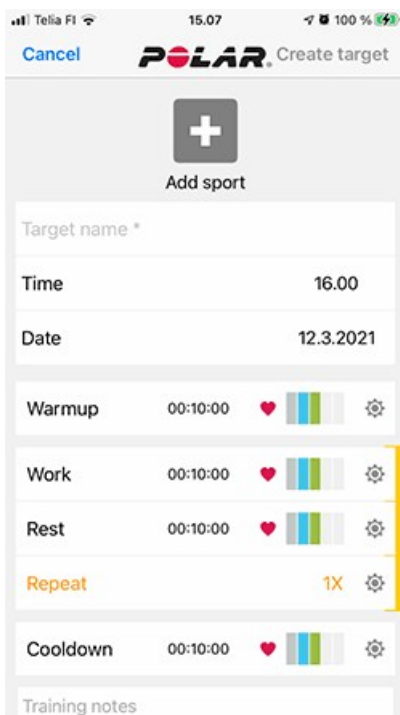 Telia FI 15.07 100 %
Cancel POLAR. Create target
Add sport
Target name *
Time 16.00
Date 12.3.2021
Warmup 00:10:00
Work 00:10:00
Rest 00:10:00
Repeat 1X
Cooldown 00:10:00
Training notes